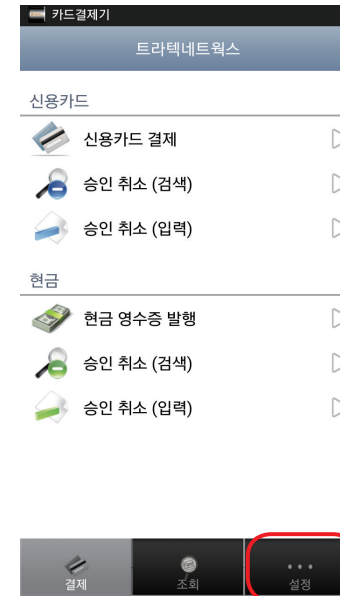 카드결제기
트라텍네트웍스
신용카드
신용카드 결제
승인 취소 (검색)
승인 취소 (입력)
현금
현금 영수증 발행
승인 취소 (검색)
승인 취소 (입력)
결제
조회
설정